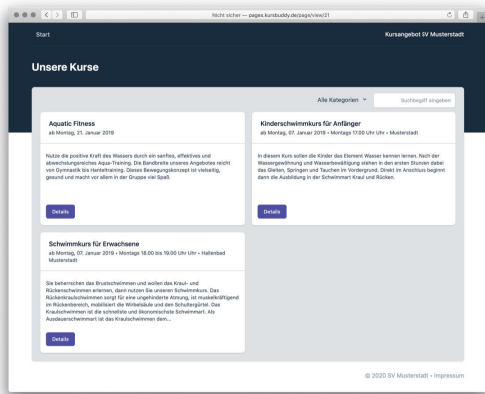 Nicht sicher — pages.kursbuddy.de/page/view/21
Start
Kursangebot SV Musterstadt
Unsere Kurse
Alle Kategorien
Suchbegriff eingeben
Aquatic Fitness
ab Montag, 21. Januar 2019
Nutze die positive Kraft des Wassers durch ein sanftes, effektives und
abwechslungsreiches Aqua-Training. Die Bandbreite unseres Angebotes reicht
von Gymnastik bis Hanteltraining. Dieses Bewegungskonzept ist vielseitig,
gesund und macht vor allem in der Gruppe viel Spaß.
Details
Kinderschwimmkurs für Anfänger
ab Montag, 07. Januar 2019 • Montags 17.00 Uhr Uhr • Musterstadt
In diesem Kurs sollen die Kinder das Element Wasser kennen lernen. Nach der
Wassergewöhnung und Wasserbewältigung stehen in den ersten Stunden dabei
das Gleiten, Springen und Tauchen im Vordergrund. Direkt im Anschluss beginnt
dann die Ausbildung in der Schwimmart Kraul und Rücken.
Details
Schwimmkurs für Erwachsene
ab Montag, 07. Januar 2019 • Montags 18.00 bis 19.00 Uhr Uhr • Hallenbad
Musterstadt
Sie beherrschen das Brustschwimmen und wollen das Kraul- und
Rückenschwimmen erlernen, dann nutzen Sie unseren Schwimmkurs. Das
Rückenkraulschwimmen sorgt für eine ungehinderte Atmung, ist muskelkräftigend
im Rückenbereich, mobilisiert die Wirbelsäule und den Schultergürtel. Das
Kraulschwimmen ist die schnellste und ökonomischste Schwimmart. Als
Ausdauerschwimmart ist das Kraulschwimmen dem...
Details
© 2020 SV Musterstadt • Impressum